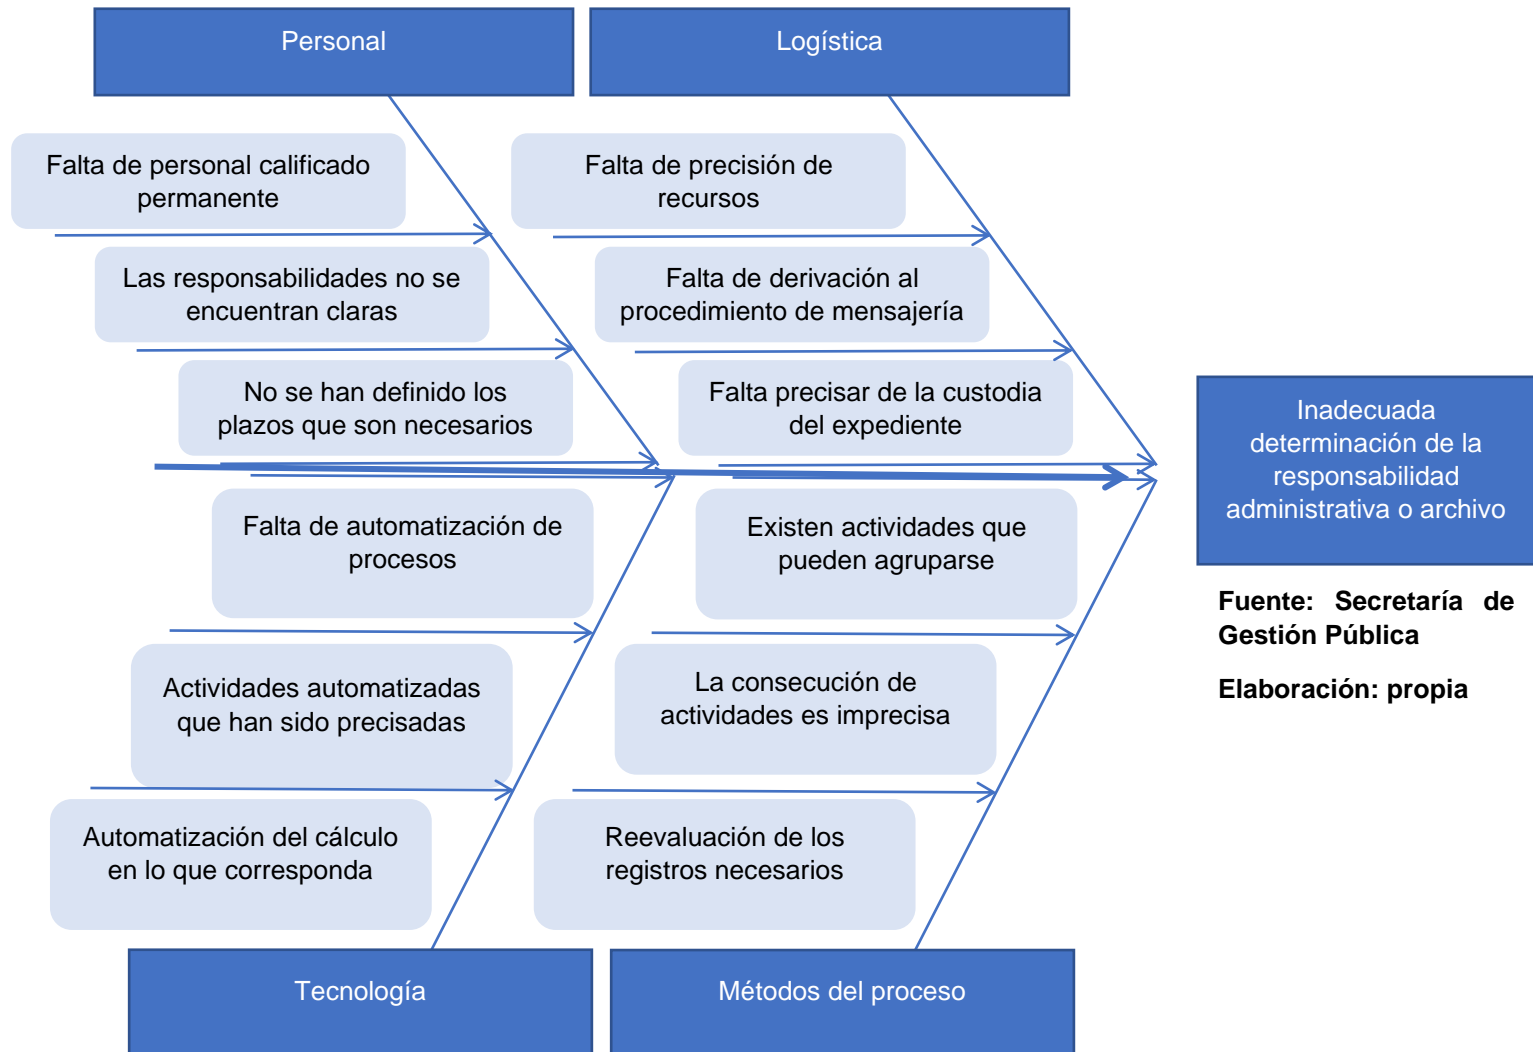 Personal
Logística
Falta de personal calificado
permanente
Falta de precisión de
recursos
Las responsabilidades no se
encuentran claras
Falta de derivación al
procedimiento de mensajería
No se han definido los
plazos que son necesarios
Falta precisar de la custodia
del expediente
Inadecuada
determinación de la
responsabilidad
administrativa o archivo
Falta de automatización de
procesos
Existen actividades que
pueden agruparse
Fuente: Secretaría de
Gestión Pública
Elaboración: propia
Actividades automatizadas
que han sido precisadas
La consecución de
actividades es imprecisa
Automatización del cálculo
en lo que corresponda
Reevaluación de los
registros necesarios
Tecnología
Métodos del proceso